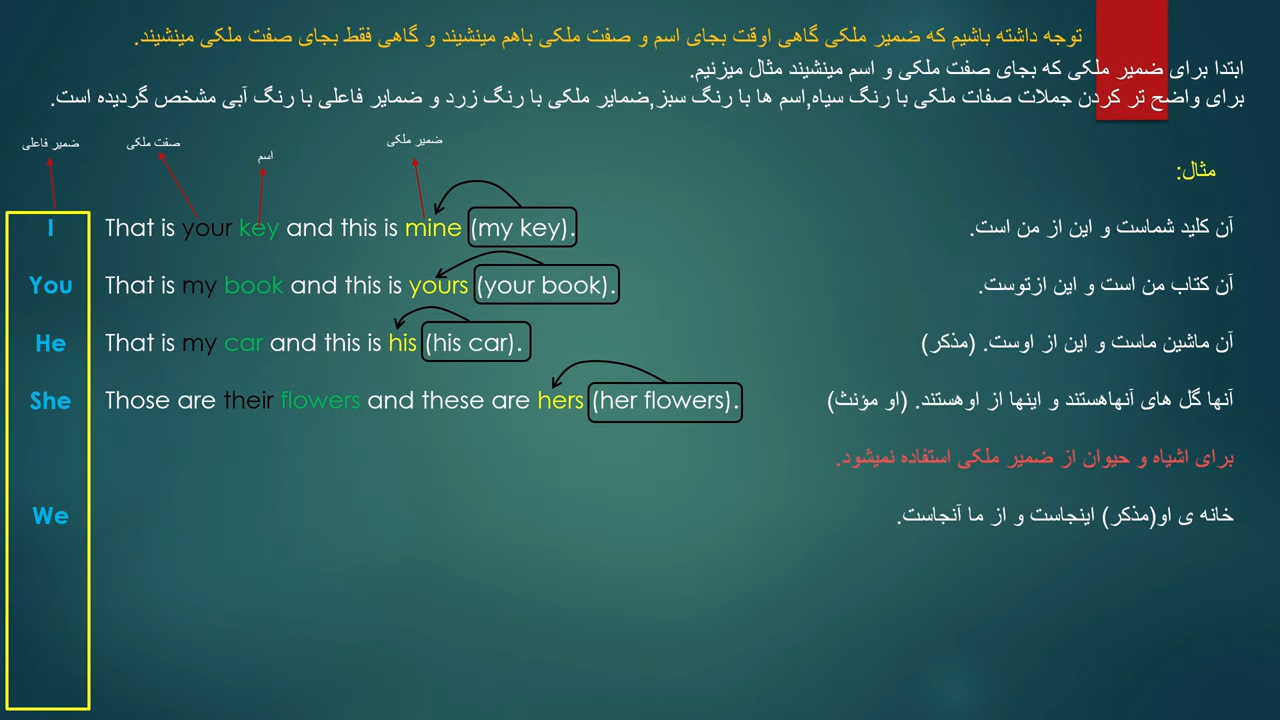 توجه داشته باشیم که ضمیر ملکی گاهی اوقت بجای اسم و صفت ملکی باهم مینشیند و گاهی فقط بجای صفت ملکی مینشیند.
ابتدا برای ضمیر ملکی که بجای صفت ملکی و اسم مینشیند مثال میزنیم.
برای واضح تر کردن جملات صفات ملکی با رنگ سیاه,اسم ها با رنگ سبز,ضمایر ملکی با رنگ زرد و ضمایر فاعلی با رنگ آبی مشخص گردیده است.
ضمیر فاعلی صفت ملکی اسم ضمیر ملکی
مثال:
I That is your key and this is mine (my key). آن کلید شماست و این از من است.
You That is my book and this is yours (your book). آن کتاب من است و این ازتوست.
He That is my car and this is his (his car). آن ماشین ماست و این از اوست. (مذکر)
She Those are their flowers and these are hers (her flowers). آنها گل های آنهاهستند و اینها از اوهستند. (او مؤنث)
برای اشیاه و حیوان از ضمیر ملکی استفاده نمیشود.
We خانه ی او(مذکر) اینجاست و از ما آنجاست.